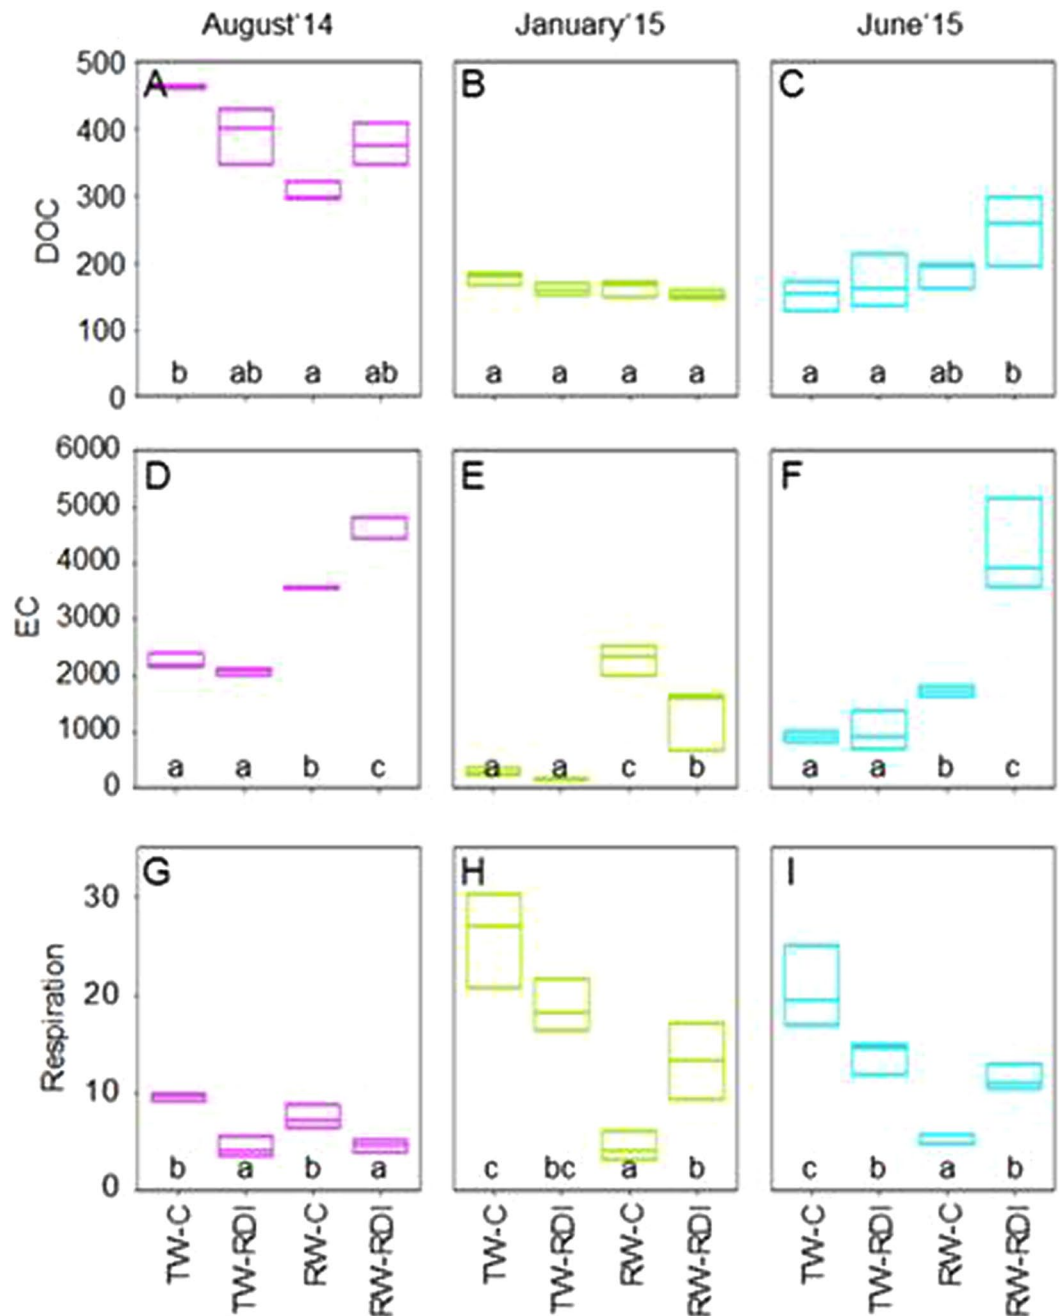 August'14 January'15 June'15
500 A B C
400
DOC
300
200
100
b ab a ab a a a a a a ab b
0
6000
D E F
5000
4000
EC
3000
2000
1000
a a b c a a c b a a b c
0
G H I
30
Respiration
20
10
b a b a c bc a b c b a b
0
TW-C TW-RDI RW-C RW-RDI TW-C TW-RDI RW-C RW-RDI TW-C TW-RDI RW-C RW-RDI